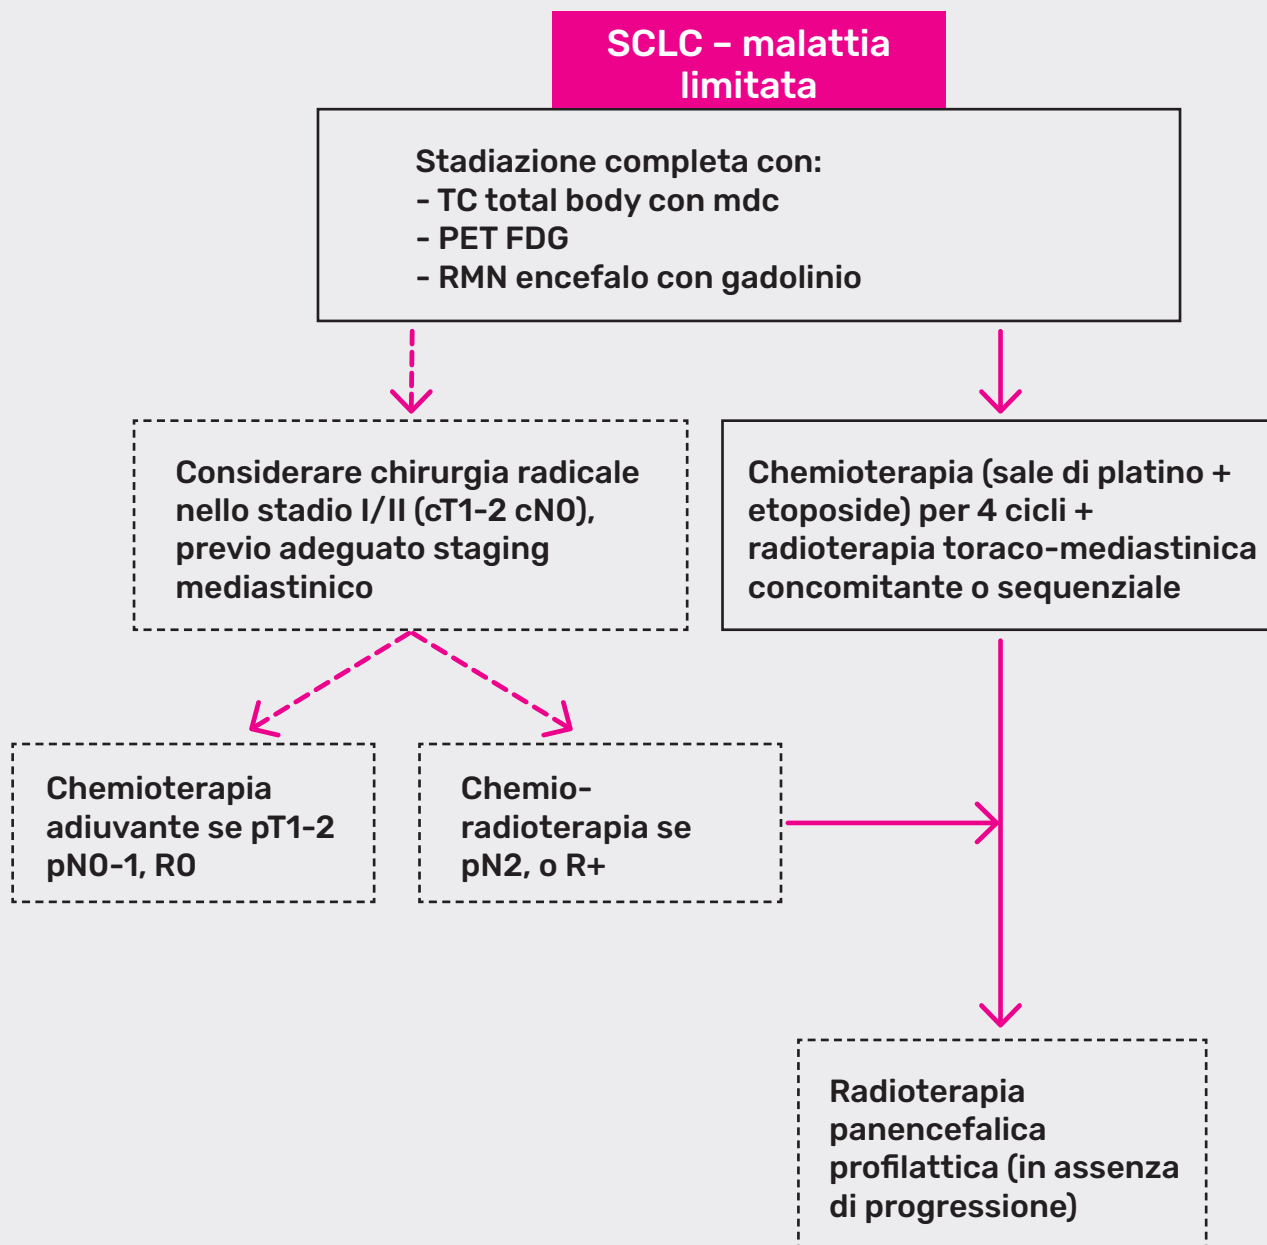 SCLC – malattia
limitata
Stadiazione completa con:
- TC total body con mdc
- PET FDG
- RMN encefalo con gadolinio
Considerare chirurgia radicale
nello stadio I/II (cT1-2 cN0),
previo adeguato staging
mediastinico
Chemioterapia (sale di platino +
etoposide) per 4 cicli +
radioterapia toraco-mediastinica
concomitante o sequenziale
Chemioterapia
adiuvante se pT1-2
pN0-1, R0
Chemio-
radioterapia se
pN2, o R+
Radioterapia
panencefalica
profilattica (in assenza
di progressione)